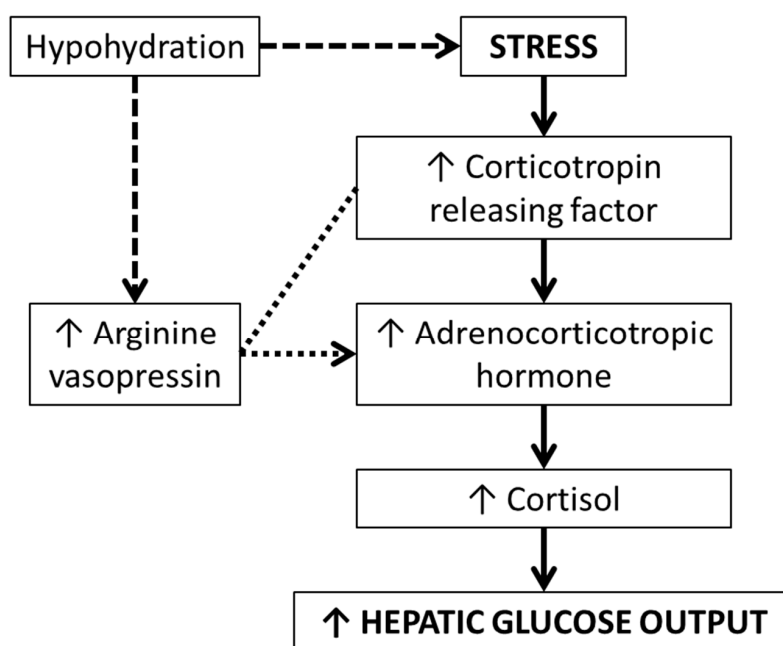 Hypohydration
STRESS
↑ Corticotropin
releasing factor
↑ Arginine
vasopressin
↑ Adrenocorticotropic
hormone
↑ Cortisol
↑ HEPATIC GLUCOSE OUTPUT